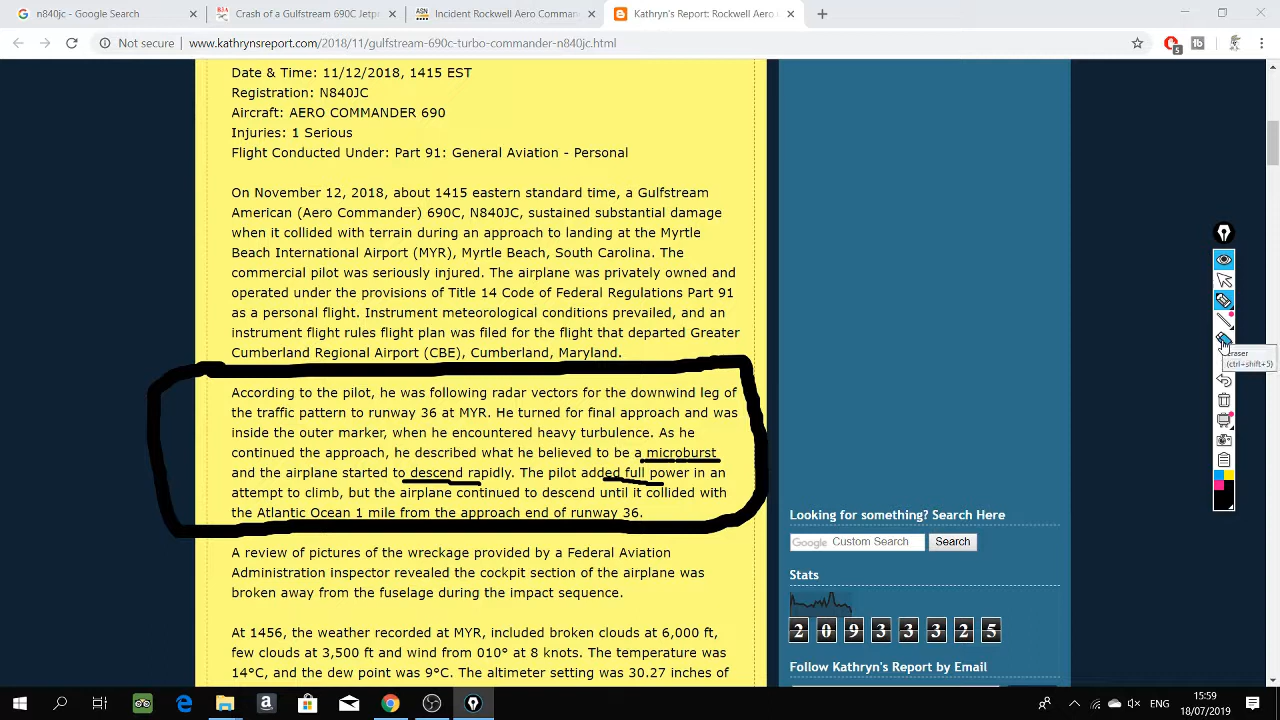 n840jc - Google Search
Crash of a Gulfstream 690C Jetpr
Incident Rockwell Aero Comman
Kathryn's Report: Rockwell Aero
Not secure
www.kathrynsreport.com/2018/11/gulfstream-690c-turbo-commander-n840jc.html
5
Date & Time: 11/12/2018, 1415 EST
Registration: N840JC
Aircraft: AERO COMMANDER 690
Injuries: 1 Serious
Flight Conducted Under: Part 91: General Aviation - Personal
On November 12, 2018, about 1415 eastern standard time, a Gulfstream
American (Aero Commander) 690C, N840JC, sustained substantial damage
when it collided with terrain during an approach to landing at the Myrtle
Beach International Airport (MYR), Myrtle Beach, South Carolina. The
commercial pilot was seriously injured. The airplane was privately owned and
operated under the provisions of Title 14 Code of Federal Regulations Part 91
as a personal flight. Instrument meteorological conditions prevailed, and an
instrument flight rules flight plan was filed for the flight that departed Greater
Cumberland Regional Airport (CBE), Cumberland, Maryland.
According to the pilot, he was following radar vectors for the downwind leg of
the traffic pattern to runway 36 at MYR. He turned for final approach and was
inside the outer marker, when he encountered heavy turbulence. As he
continued the approach, he described what he believed to be a microburst
and the airplane started to descend rapidly. The pilot added full power in an
attempt to climb, but the airplane continued to descend until it collided with
the Atlantic Ocean 1 mile from the approach end of runway 36.
A review of pictures of the wreckage provided by a Federal Aviation
Administration inspector revealed the cockpit section of the airplane was
broken away from the fuselage during the impact sequence.
At 1456, the weather recorded at MYR, included broken clouds at 6,000 ft,
few clouds at 3,500 ft and wind from 010° at 8 knots. The temperature was
14°C, and the dew point was 9°C. The altimeter setting was 30.27 inches of
Looking for something? Search Here
Google Custom Search
Search
Stats
2 0 9 3 3 3 2 5
Follow Kathryn's Report by Email
eraser
(ctrl+shift+5)
ENG
15:59
18/07/2019